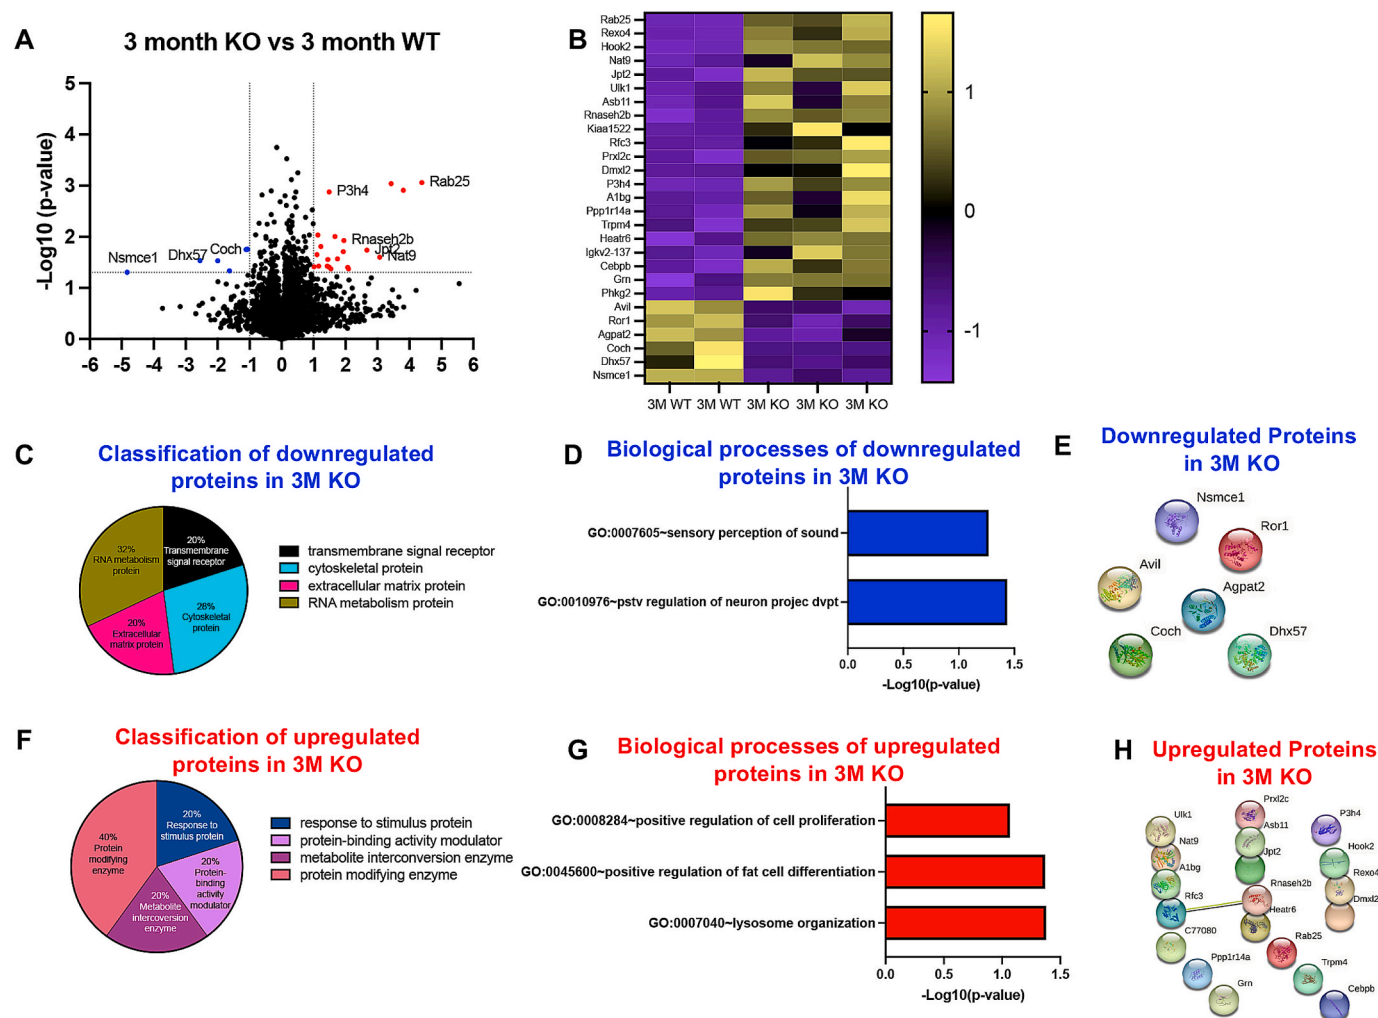 A
3 month KO vs 3 month WT
-Log10 (p-value)
5
4
3
2
1
0
-6 -5 -4 -3 -2 -1 0 1 2 3 4 5 6
P3h4
Rab25
Rnaseh2b
Jpt2
Nat9
Coch
Dhx57
Nsmce1
B
Rab25
Rexo4
Hook2
Nat9
Jpt2
Ulk1
Asb11
Rnaseh2b
Kiaa1522
Rfc3
Prxl2c
Dmxl2
P3h4
A1bg
Ppp1r14a
Trpm4
Heatr6
Igkv2-137
Cebpb
Grn
Phkg2
Avil
Ror1
Agpat2
Coch
Dhx57
Nsmce1
3M WT 3M WT 3M KO 3M KO 3M KO
1
0
-1
C
Classification of downregulated
proteins in 3M KO
32%
RNA metabolism
protein
20%
Transmembrane
signal receptor
28%
Cytoskeletal
protein
20%
Extracellular
matrix protein
transmembrane signal receptor
cytoskeletal protein
extracellular matrix protein
RNA metabolism protein
D
Biological processes of downregulated
proteins in 3M KO
GO:0007605~sensory perception of sound
GO:0010976~pstv regulation of neuron projec dvpt
0.0 0.5 1.0 1.5
-Log10(p-value)
E
Downregulated Proteins
in 3M KO
Nsmce1
Ror1
Avil
Agpat2
Coch
Dhx57
F
Classification of upregulated
proteins in 3M KO
20%
Response to
stimulus protein
40%
Protein
modifying
enzyme
20%
Protein-
binding
activity
modulator
20%
Metabolite
intercoversion
enzyme
response to stimulus protein
protein-binding activity modulator
metabolite interconversion enzyme
protein modifying enzyme
G
Biological processes of upregulated
proteins in 3M KO
GO:0008284~positive regulation of cell proliferation
GO:0045600~positive regulation of fat cell differentiation
GO:0007040~lysosome organization
0.0 0.5 1.0 1.5
-Log10(p-value)
H
Upregulated Proteins
in 3M KO
Prxl2c
Ulk1
P3h4
Asb11
Nat9
Hook2
Jpt2
A1bg
Rexo4
Rnaseh2b
Rfc3
Dmxl2
Heatr6
C77080
Rab25
Ppp1r14a
Trpm4
Grn
Cebpb